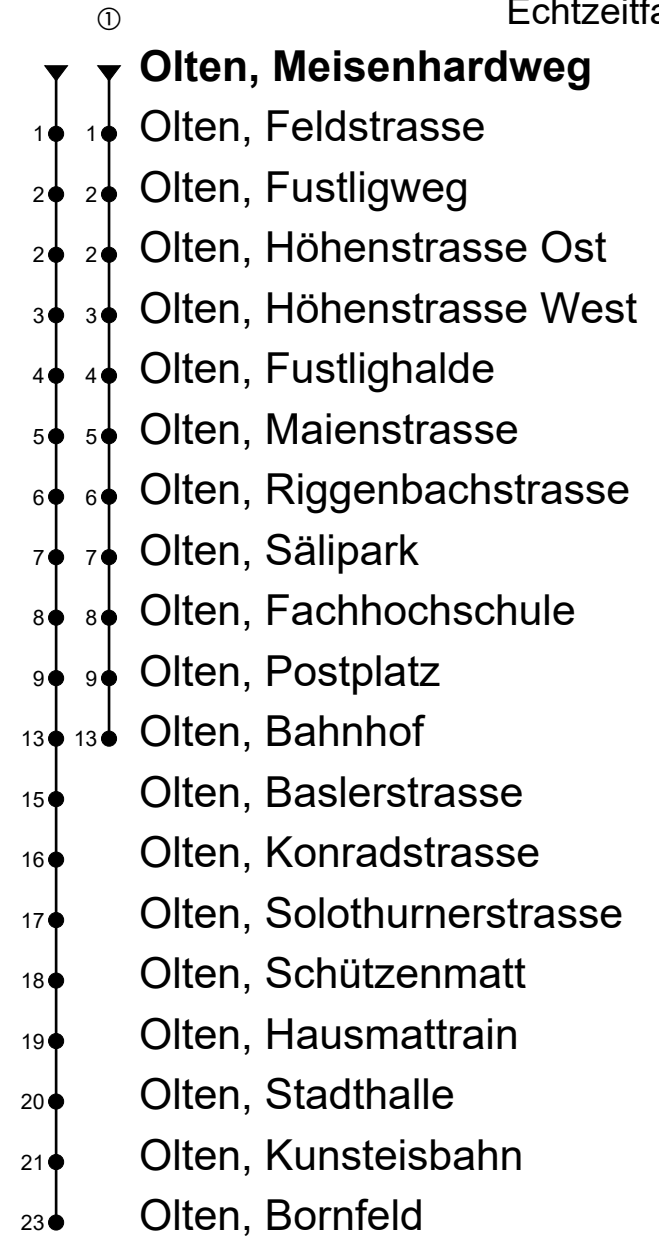 Echtzeitfa
①
Olten, Meisenhardweg
1 1 Olten, Feldstrasse
2 2 Olten, Fustligweg
2 2 Olten, Höhenstrasse Ost
3 3 Olten, Höhenstrasse West
4 4 Olten, Fustlighalde
5 5 Olten, Maienstrasse
6 6 Olten, Riggenbachstrasse
7 7 Olten, Sälipark
8 8 Olten, Fachhochschule
9 9 Olten, Postplatz
13 13 Olten, Bahnhof
15 Olten, Baslerstrasse
16 Olten, Konradstrasse
17 Olten, Solothurnerstrasse
18 Olten, Schützenmatt
19 Olten, Hausmattrain
20 Olten, Stadthalle
21 Olten, Kunsteisbahn
23 Olten, Bornfeld